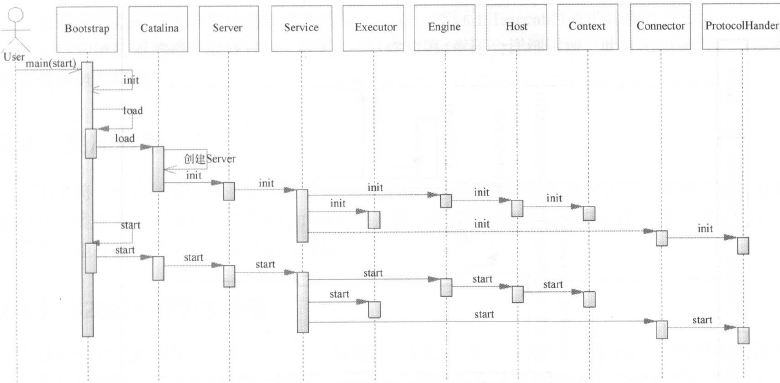 Bootstrap Catalina Server Service Executor Engine Host Context Connector ProtocolHander
User
main(start)
init
load
load
创建Server
init
init
init
init
init
init
init
init
start
start
start
start
start
start
start
start
start
start